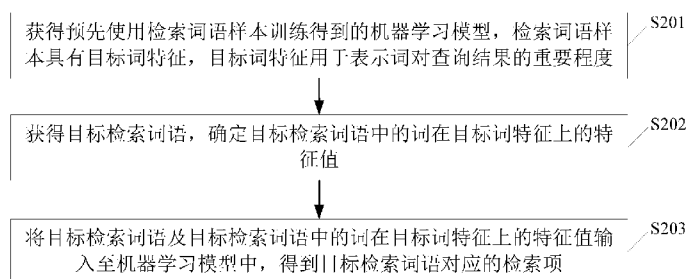 获得预先使用检索词语样本训练得到的机器学习模型，检索词语样
本具有目标词特征，目标词特征用于表示词对查询结果的重要程度
S201
获得目标检索词语，确定目标检索词语中的词在目标词特征上的特
征值
S202
将目标检索词语及目标检索词语中的词在目标词特征上的特征值输
入至机器学习模型中，得到目标检索词语对应的检索项
S203